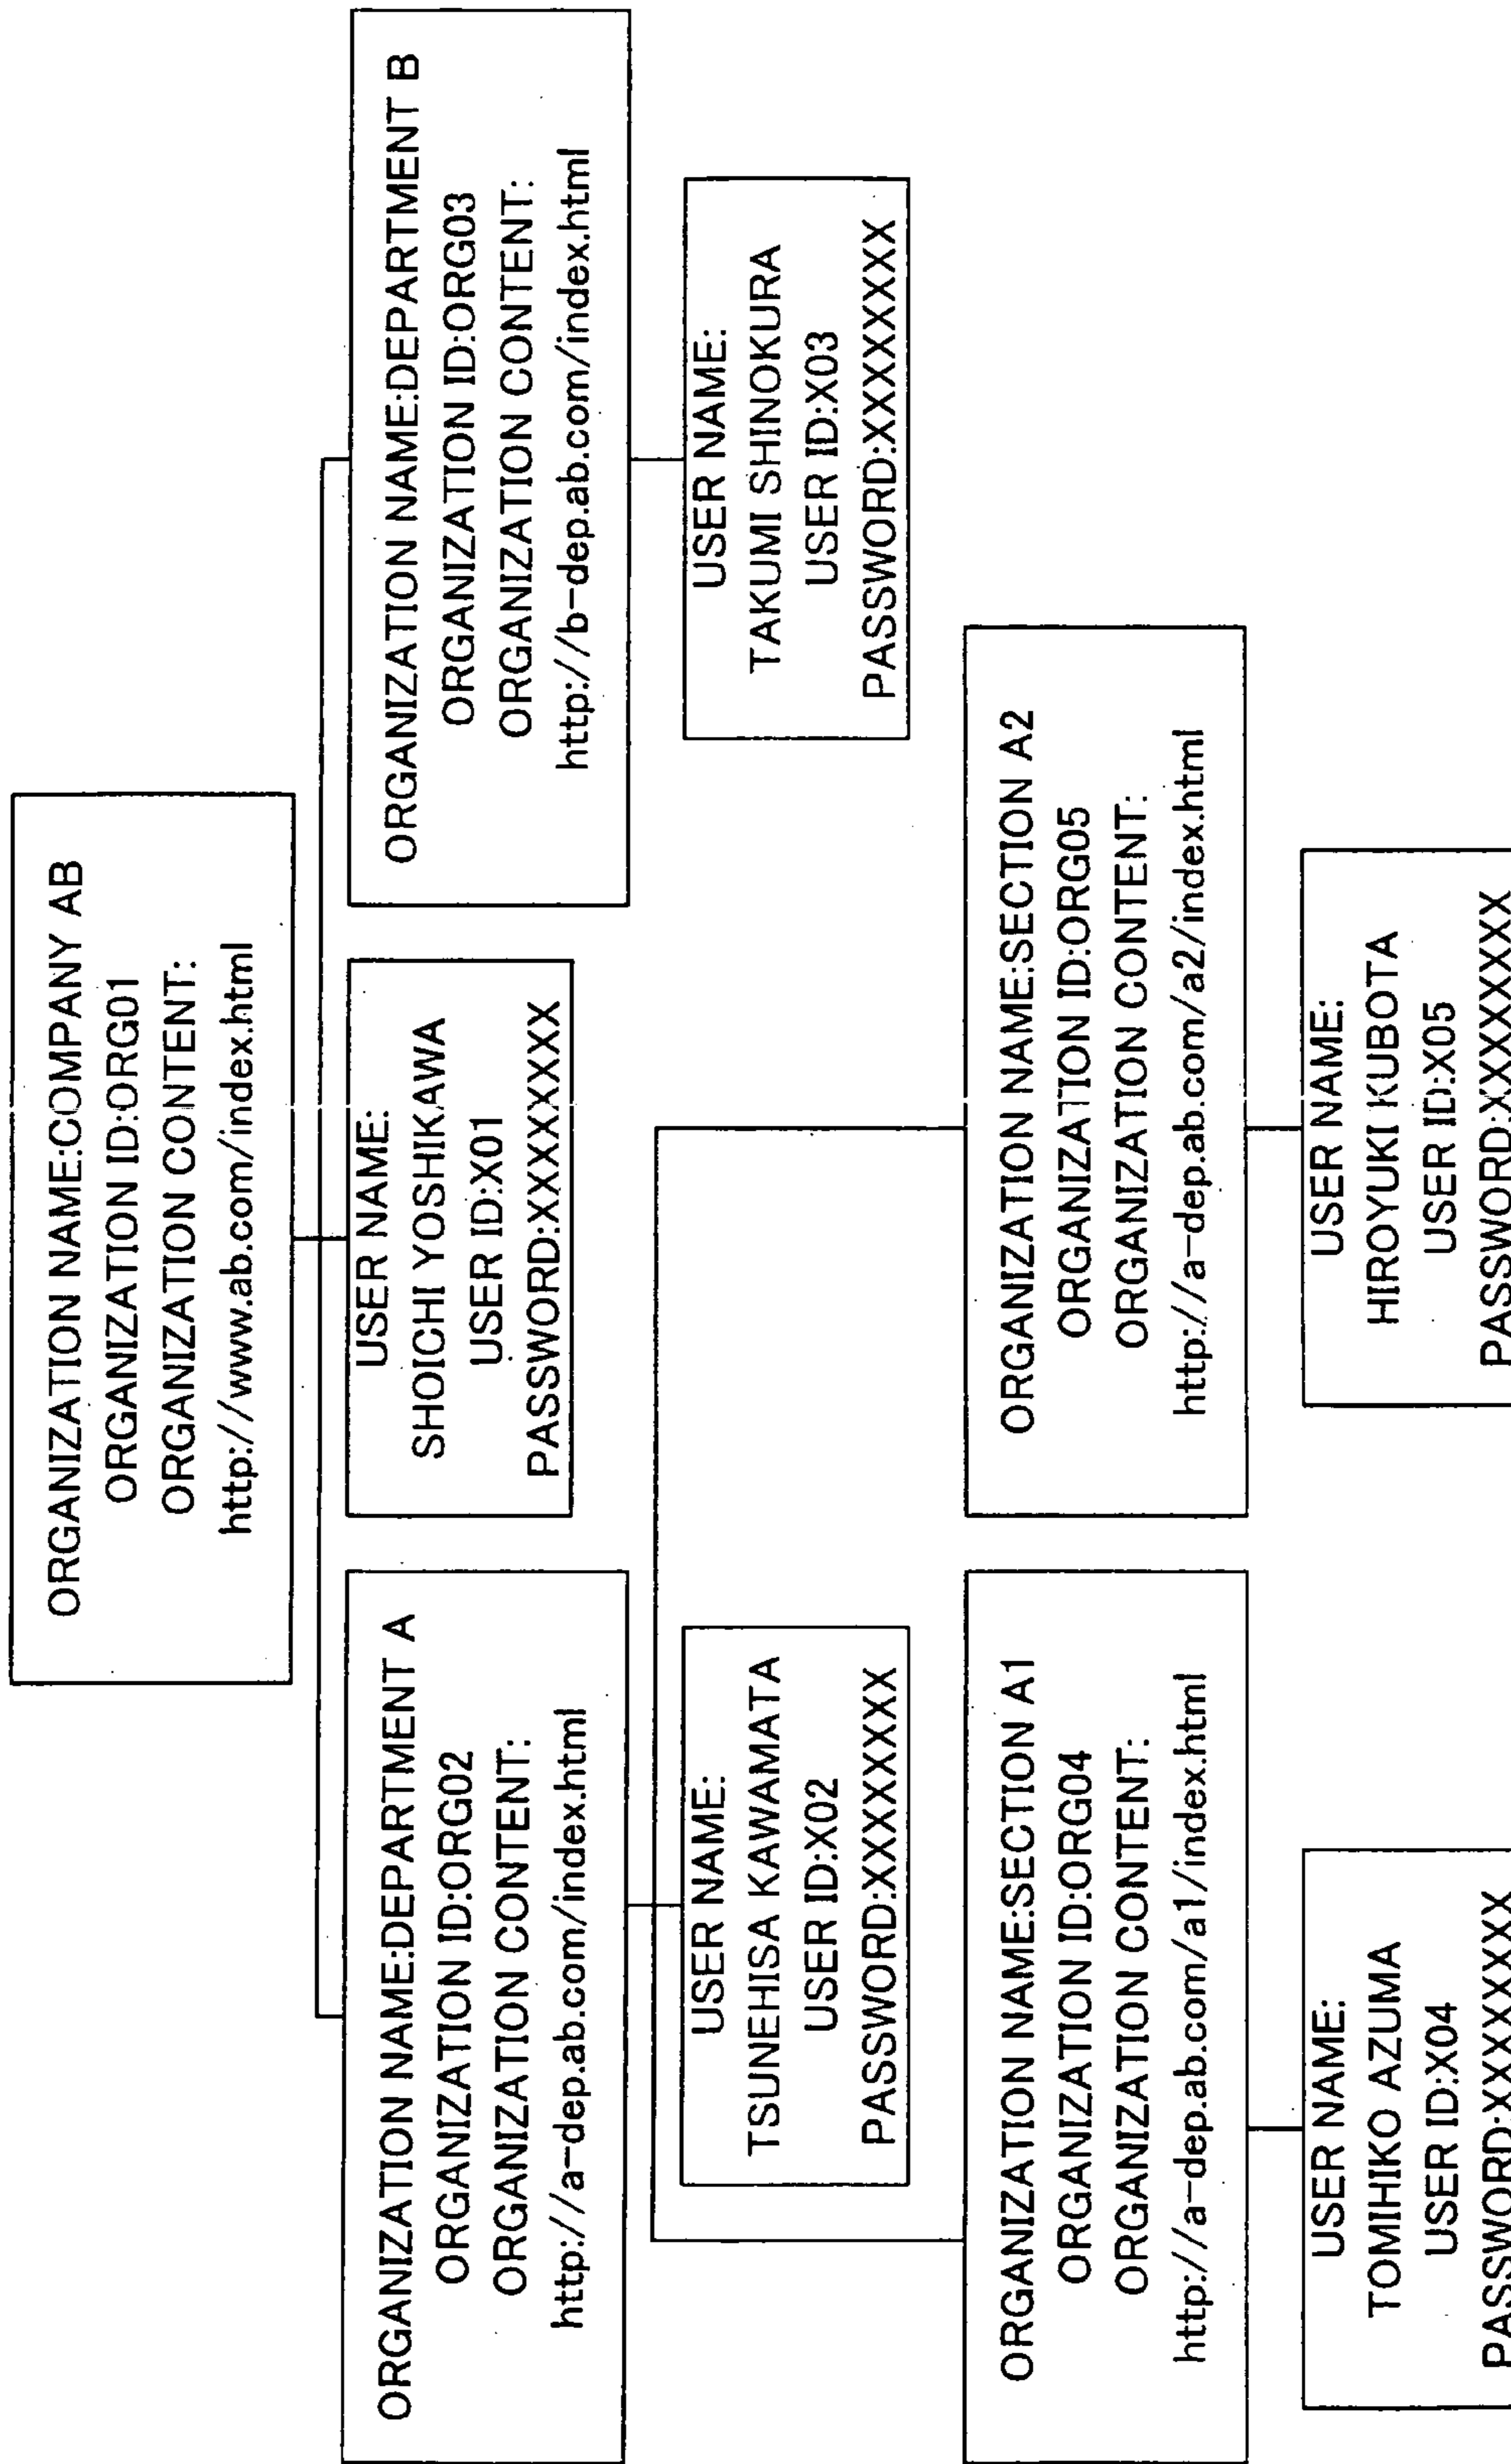 ORGANIZATION NAME:COMPANY AB
ORGANIZATION ID:ORG01
ORGANIZATION CONTENT:
http://www.ab.com/index.html
ORGANIZATION NAME:DEPARTMENT A
ORGANIZATION ID:ORG02
ORGANIZATION CONTENT:
http://a-dep.ab.com/index.html
USER NAME:
SHOICHI YOSHIKAWA
USER ID:X01
PASSWORD:XXXXXXXX
ORGANIZATION NAME:DEPARTMENT B
ORGANIZATION ID:ORG03
ORGANIZATION CONTENT:
http://b-dep.ab.com/index.html
USER NAME:
TSUNEHISA KAWAMATA
USER ID:X02
PASSWORD:XXXXXXXX
USER NAME:
TAKUMI SHINOKURA
USER ID:X03
PASSWORD:XXXXXXXX
ORGANIZATION NAME:SECTION A1
ORGANIZATION ID:ORG04
ORGANIZATION CONTENT:
http://a-dep.ab.com/a1/index.html
ORGANIZATION NAME:SECTION A2
ORGANIZATION ID:ORG05
ORGANIZATION CONTENT:
http://a-dep.ab.com/a2/index.html
USER NAME:
TOMIHIKO AZUMA
USER ID:X04
PASSWORD:XXXXXXXX
USER NAME:
HIROYUKI KUBOTA
USER ID:X05
PASSWORD:XXXXXXXX